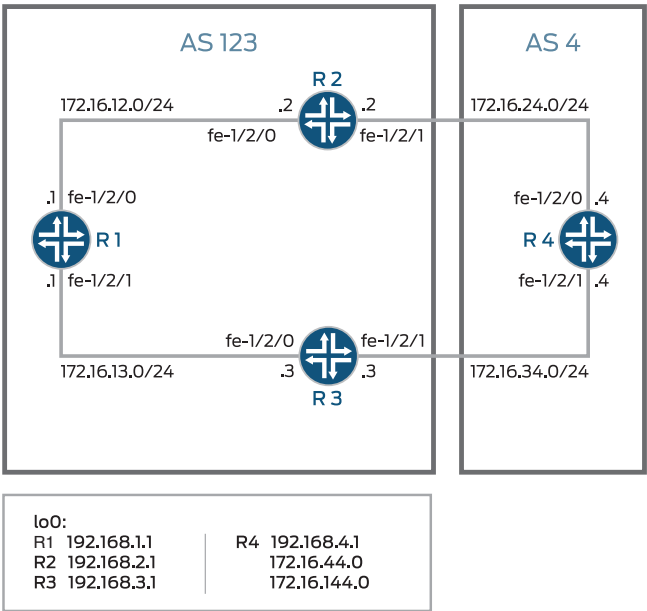 AS 123
AS 4
R 2
172.16.12.0/24
.2
.2
172.16.24.0/24
fe-1/2/0
fe-1/2/1
.1 fe-1/2/0
fe-1/2/0 .4
R 1
R 4
.1 fe-1/2/1
fe-1/2/1 .4
fe-1/2/0
fe-1/2/1
172.16.13.0/24
.3
.3
172.16.34.0/24
R 3
lo0:
R1 192.168.1.1
R4 192.168.4.1
R2 192.168.2.1
172.16.44.0
R3 192.168.3.1
172.16.144.0